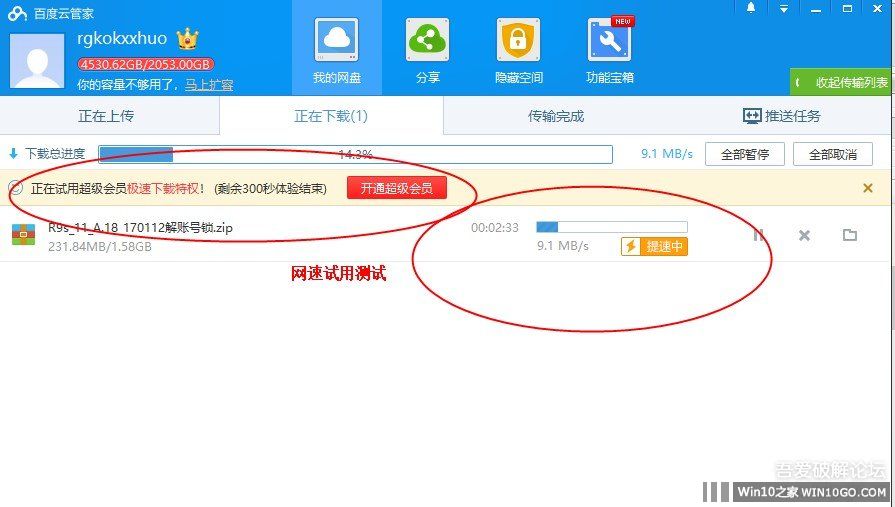 百度云管家
rgkokxxhuo
4530.62GB/2053.00GB
你的容量不够用了，马上扩容
我的网盘
分享
隐藏空间
NEW
功能宝箱
收起传输列表
正在上传
正在下载(1)
传输完成
推送任务
下载总进度
14.3%
9.1 MB/s
全部暂停
全部取消
正在试用超级会员极速下载特权！(剩余300秒体验结束)
开通超级会员
R9s_11_A.18_170112解账号锁.zip
231.84MB/1.58GB
00:02:33
9.1 MB/s
提速中
网速试用测试
吾爱破解论坛
Win10之家 WIN10GO.COM